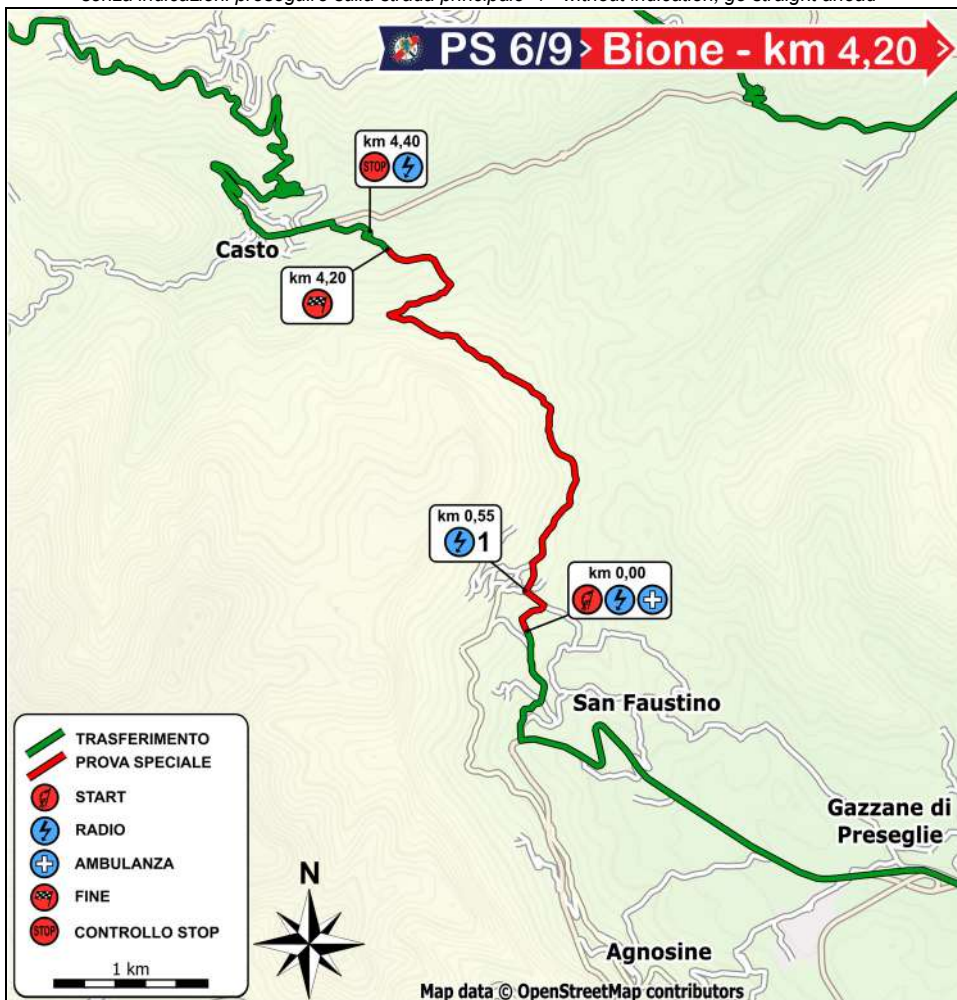 senza indicazioni proseguire sulla strada principale
without indication, go straight ahead
PS 6/9 > Bione - km 4,20 >
km 4,40
STOP
Casto
km 4,20
km 0,55
1
km 0,00
San Faustino
Gazzane di
Preseglie
Agnosine
TRASFERIMENTO
PROVA SPECIALE
START
RADIO
AMBULANZA
FINE
STOP CONTROLLO STOP
1 km
N
Map data © OpenStreetMap contributors